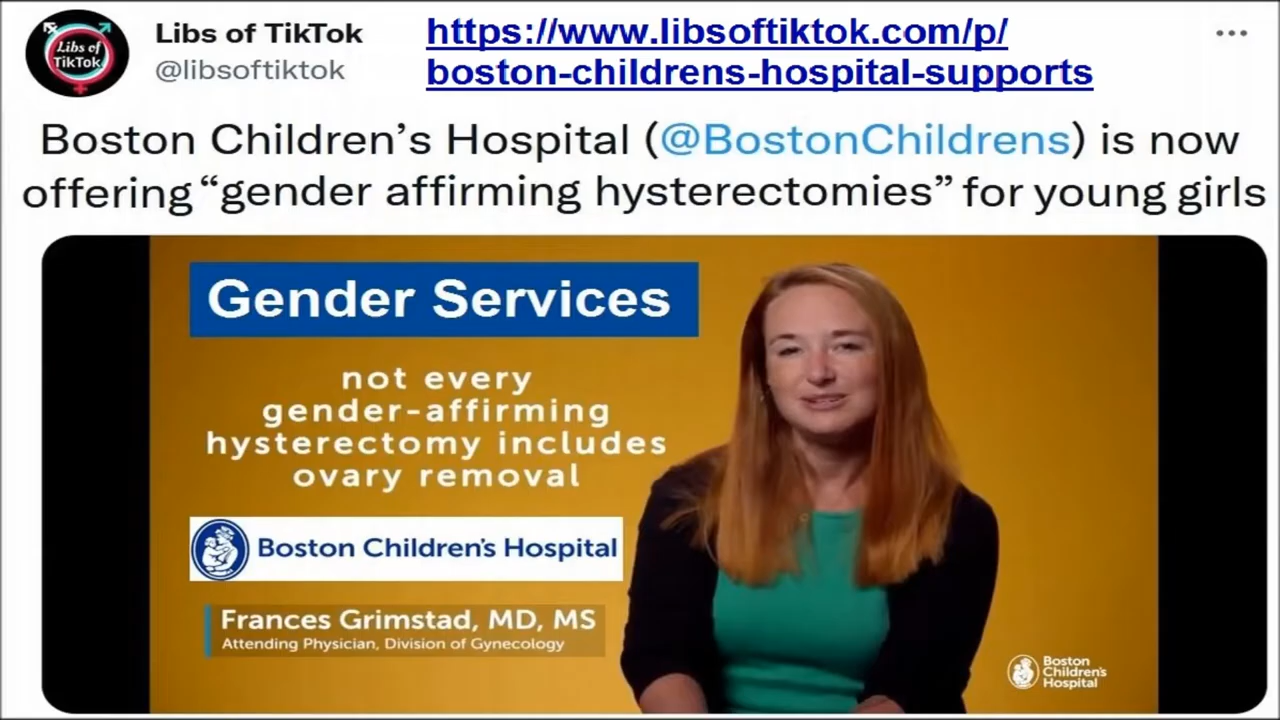 Libs of TikTok
@libsoftiktok
Libs of
TikTok
https://www.libsoftiktok.com/p/
boston-childrens-hospital-supports
Boston Children’s Hospital (@BostonChildrens) is now
offering “gender affirming hysterectomies” for young girls
Gender Services
not every
gender-affirming
hysterectomy includes
ovary removal
Boston Children's Hospital
Frances Grimstad, MD, MS
Attending Physician, Division of Gynecology
Boston
Children's
Hospital